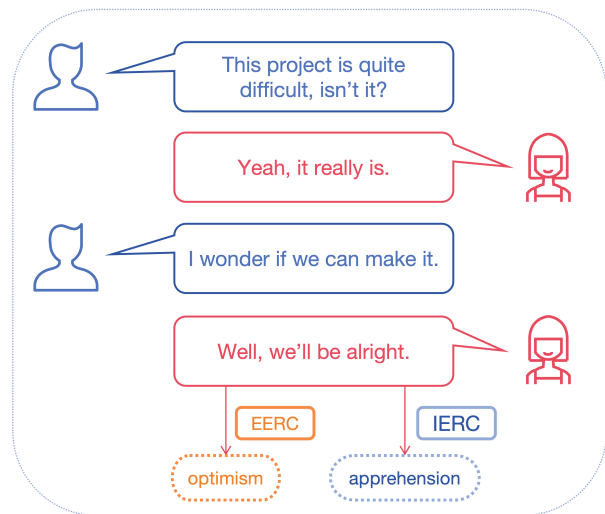 This project is quite
difficult, isn’t it?
Yeah, it really is.
I wonder if we can make it.
Well, we’ll be alright.
EERC
IERC
optimism
apprehension